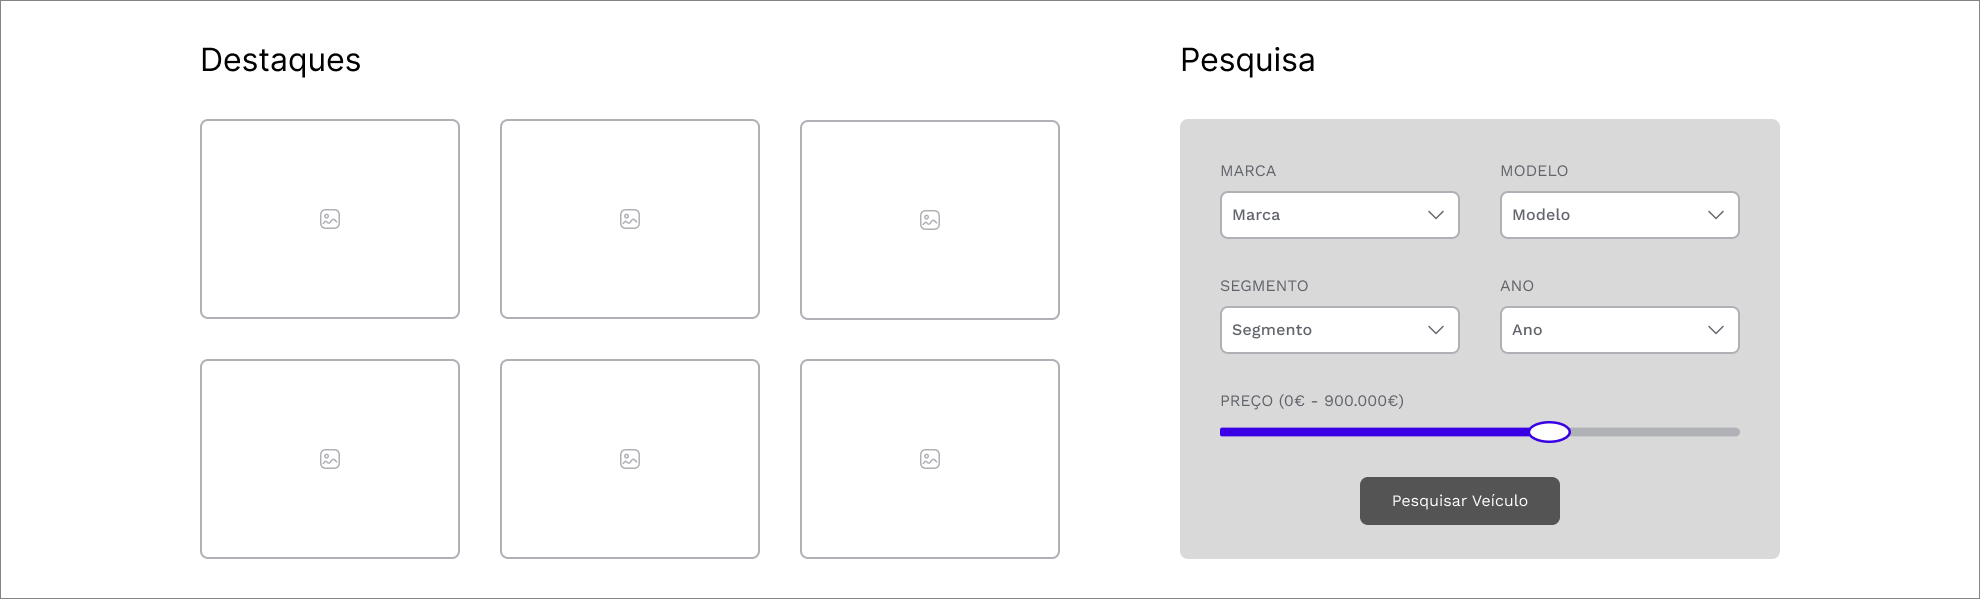 Destaques
Pesquisa
MARCA
MODELO
Marca
Modelo
SEGMENTO
ANO
Segmento
Ano
PREÇO (0€ - 900.000€)
Pesquisar Veículo